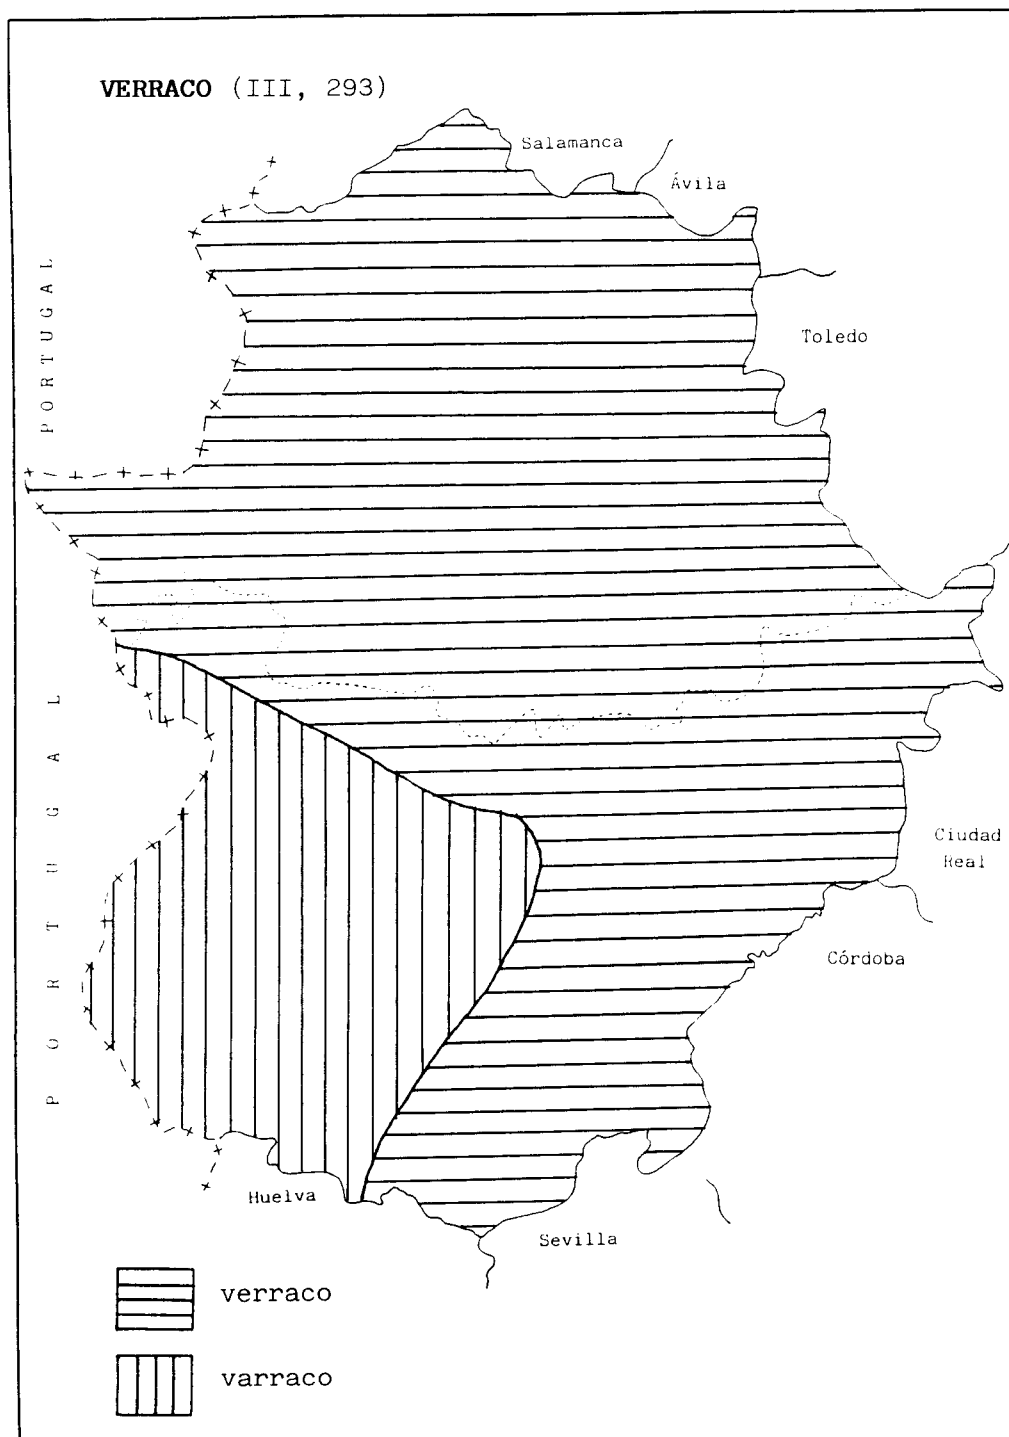 VERRACO (III, 293)
Salamanca
Ávila
PORTUGAL
Toledo
PORTUGAL
Ciudad
Real
Córdoba
Huelva
Sevilla
verraco
varraco